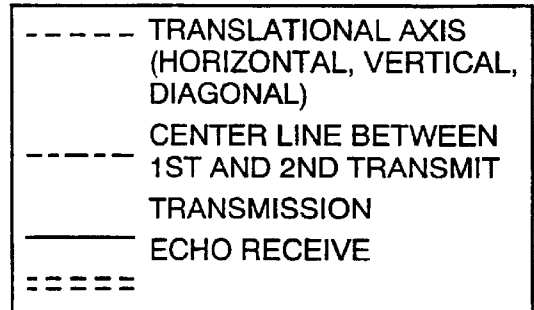 TRANSLATIONAL AXIS
(HORIZONTAL, VERTICAL,
DIAGONAL)
CENTER LINE BETWEEN
1ST AND 2ND TRANSMIT
TRANSMISSION
ECHO RECEIVE